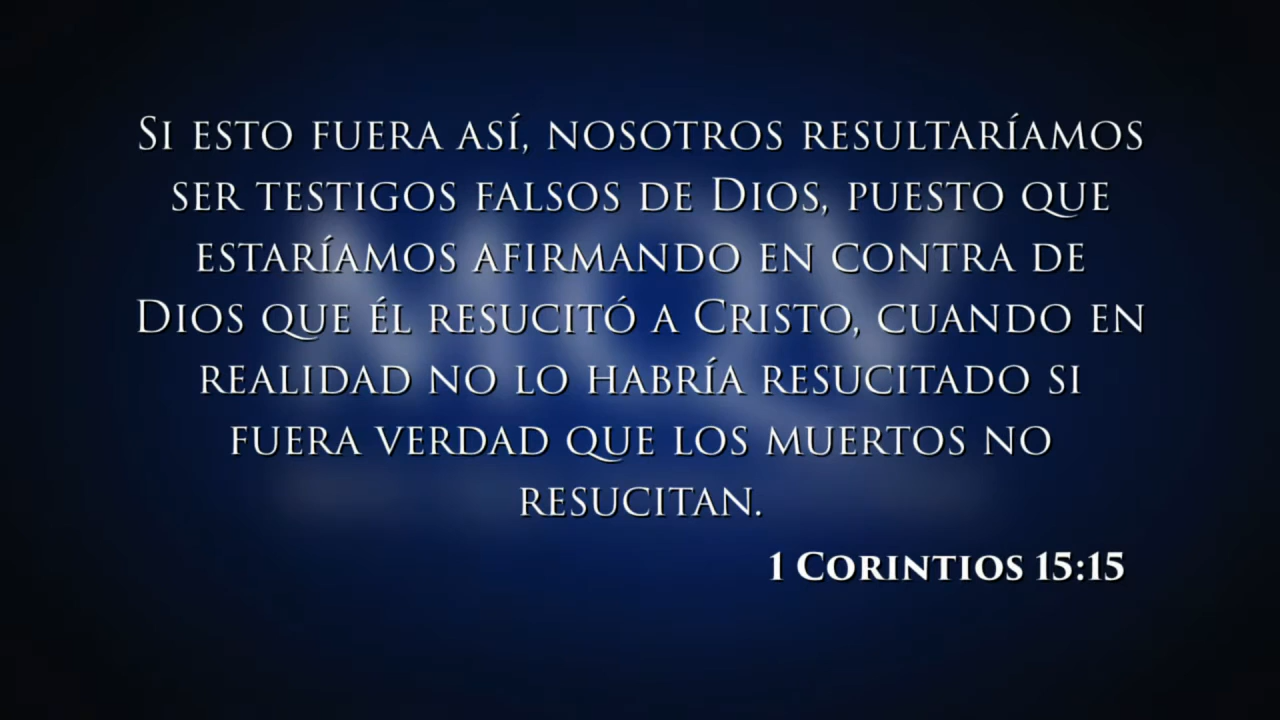 Si esto fuera así, nosotros resultaríamos
ser testigos falsos de Dios, puesto que
estaríamos afirmando en contra de
Dios que él resucitó a Cristo, cuando en
realidad no lo habría resucitado si
fuera verdad que los muertos no
resucitan.
1 Corintios 15:15